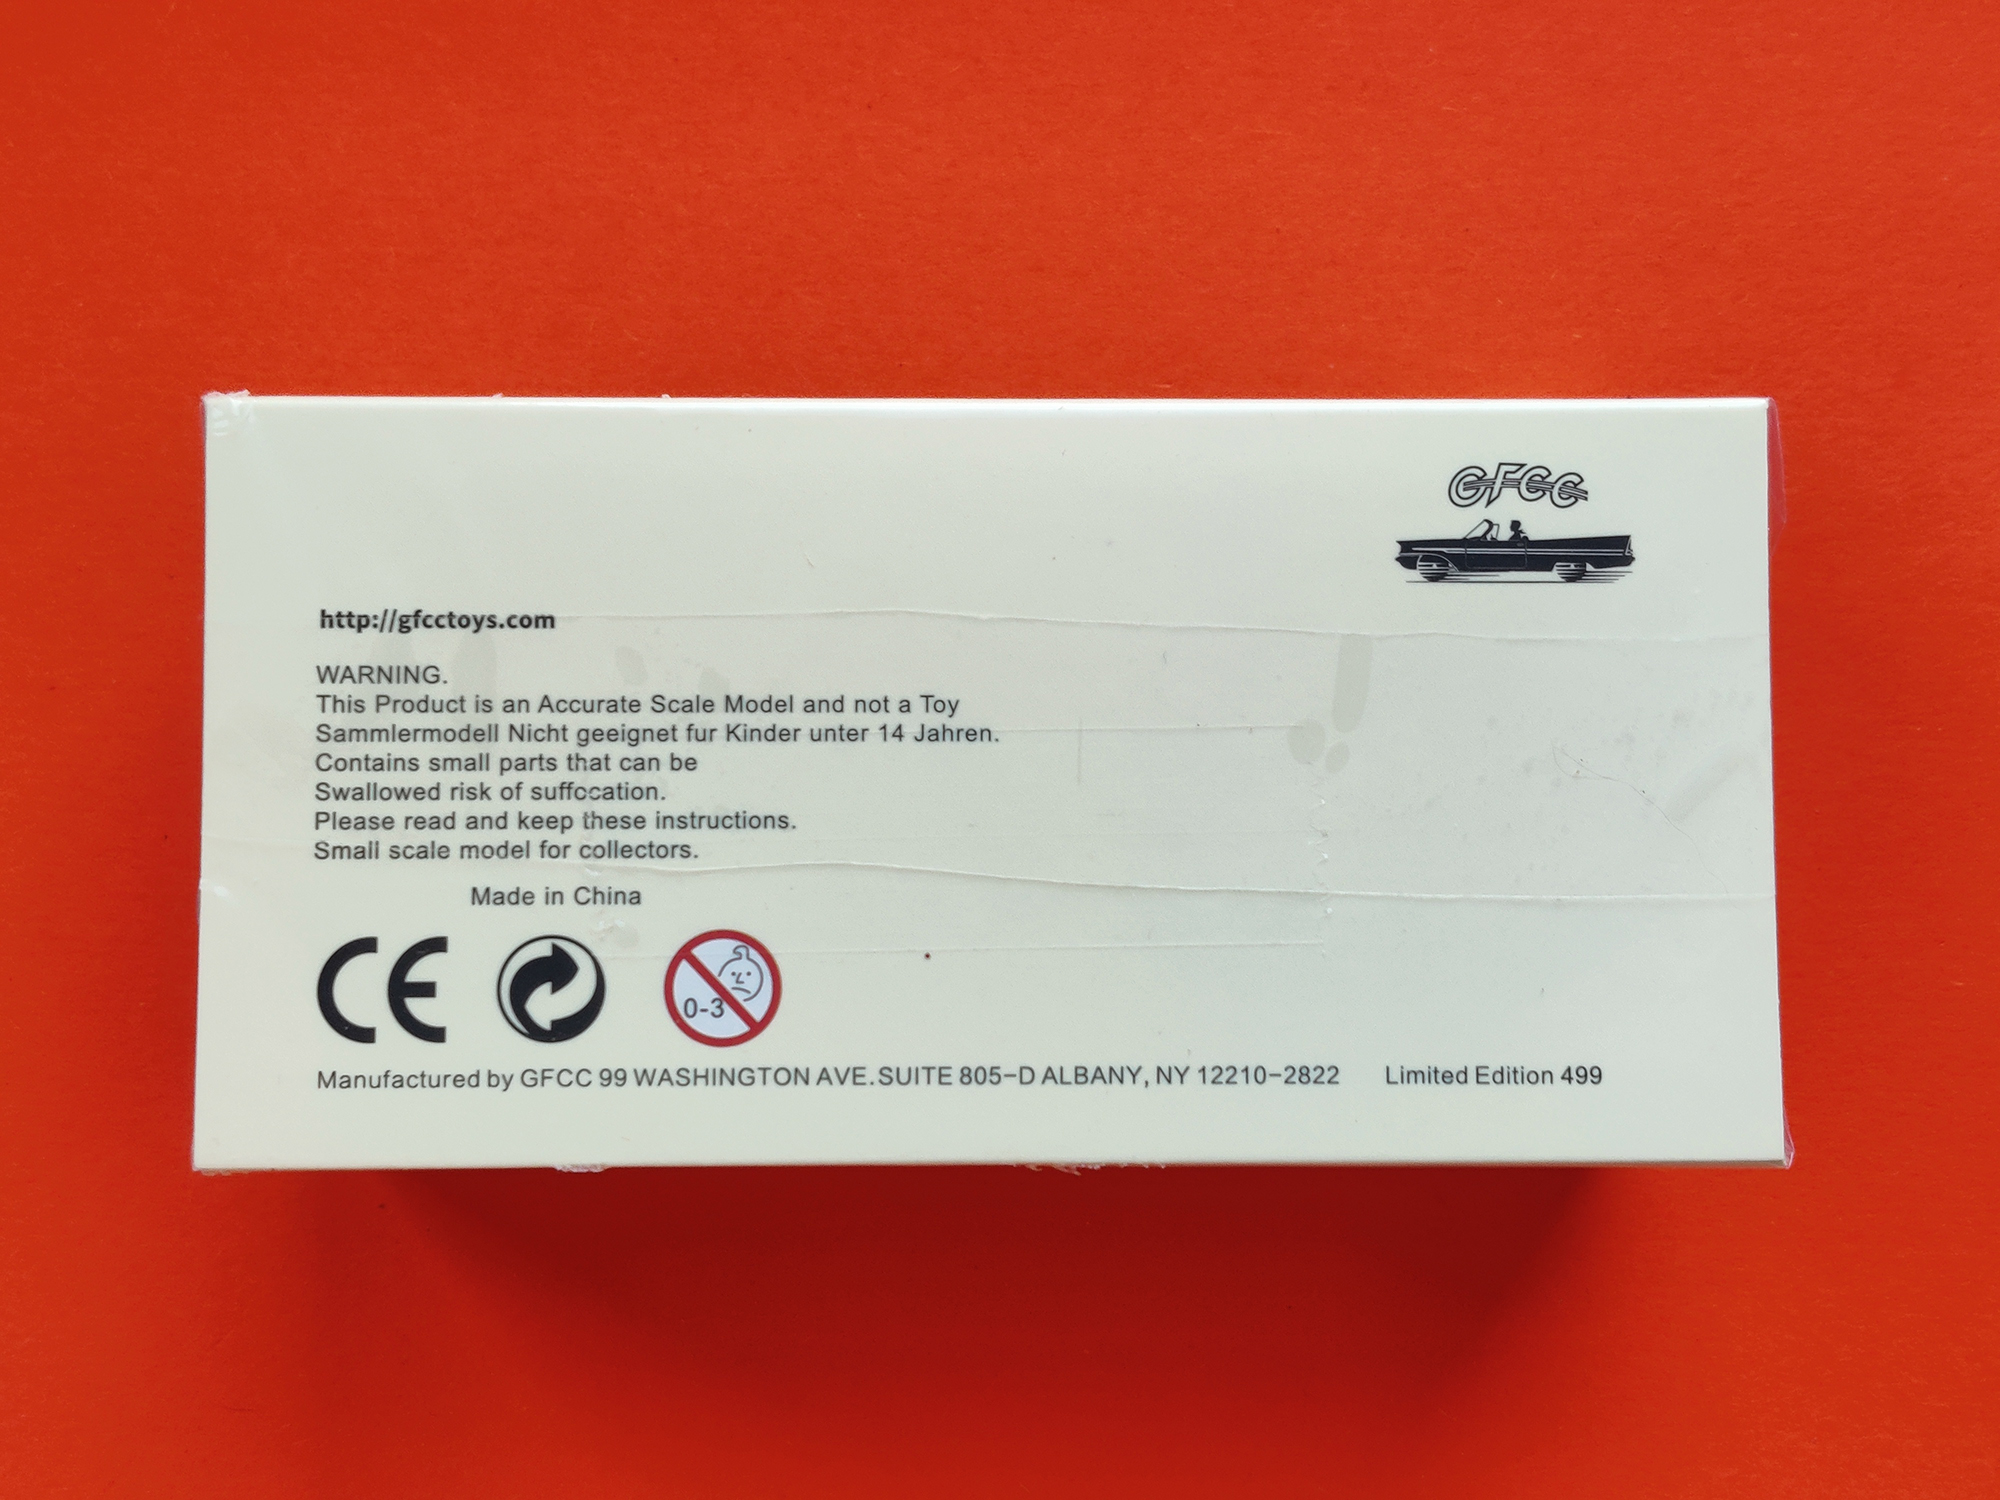 GFCC
http://gfcctoys.com
WARNING.
This Product is an Accurate Scale Model and not a Toy
Sammlermodell Nicht geeignet fur Kinder unter 14 Jahren.
Contains small parts that can be
Swallowed risk of suffocation.
Please read and keep these instructions.
Small scale model for collectors.
Made in China
CE
0-3
Manufactured by GFCC 99 WASHINGTON AVE.SUITE 805-D ALBANY, NY 12210-2822 Limited Edition 499